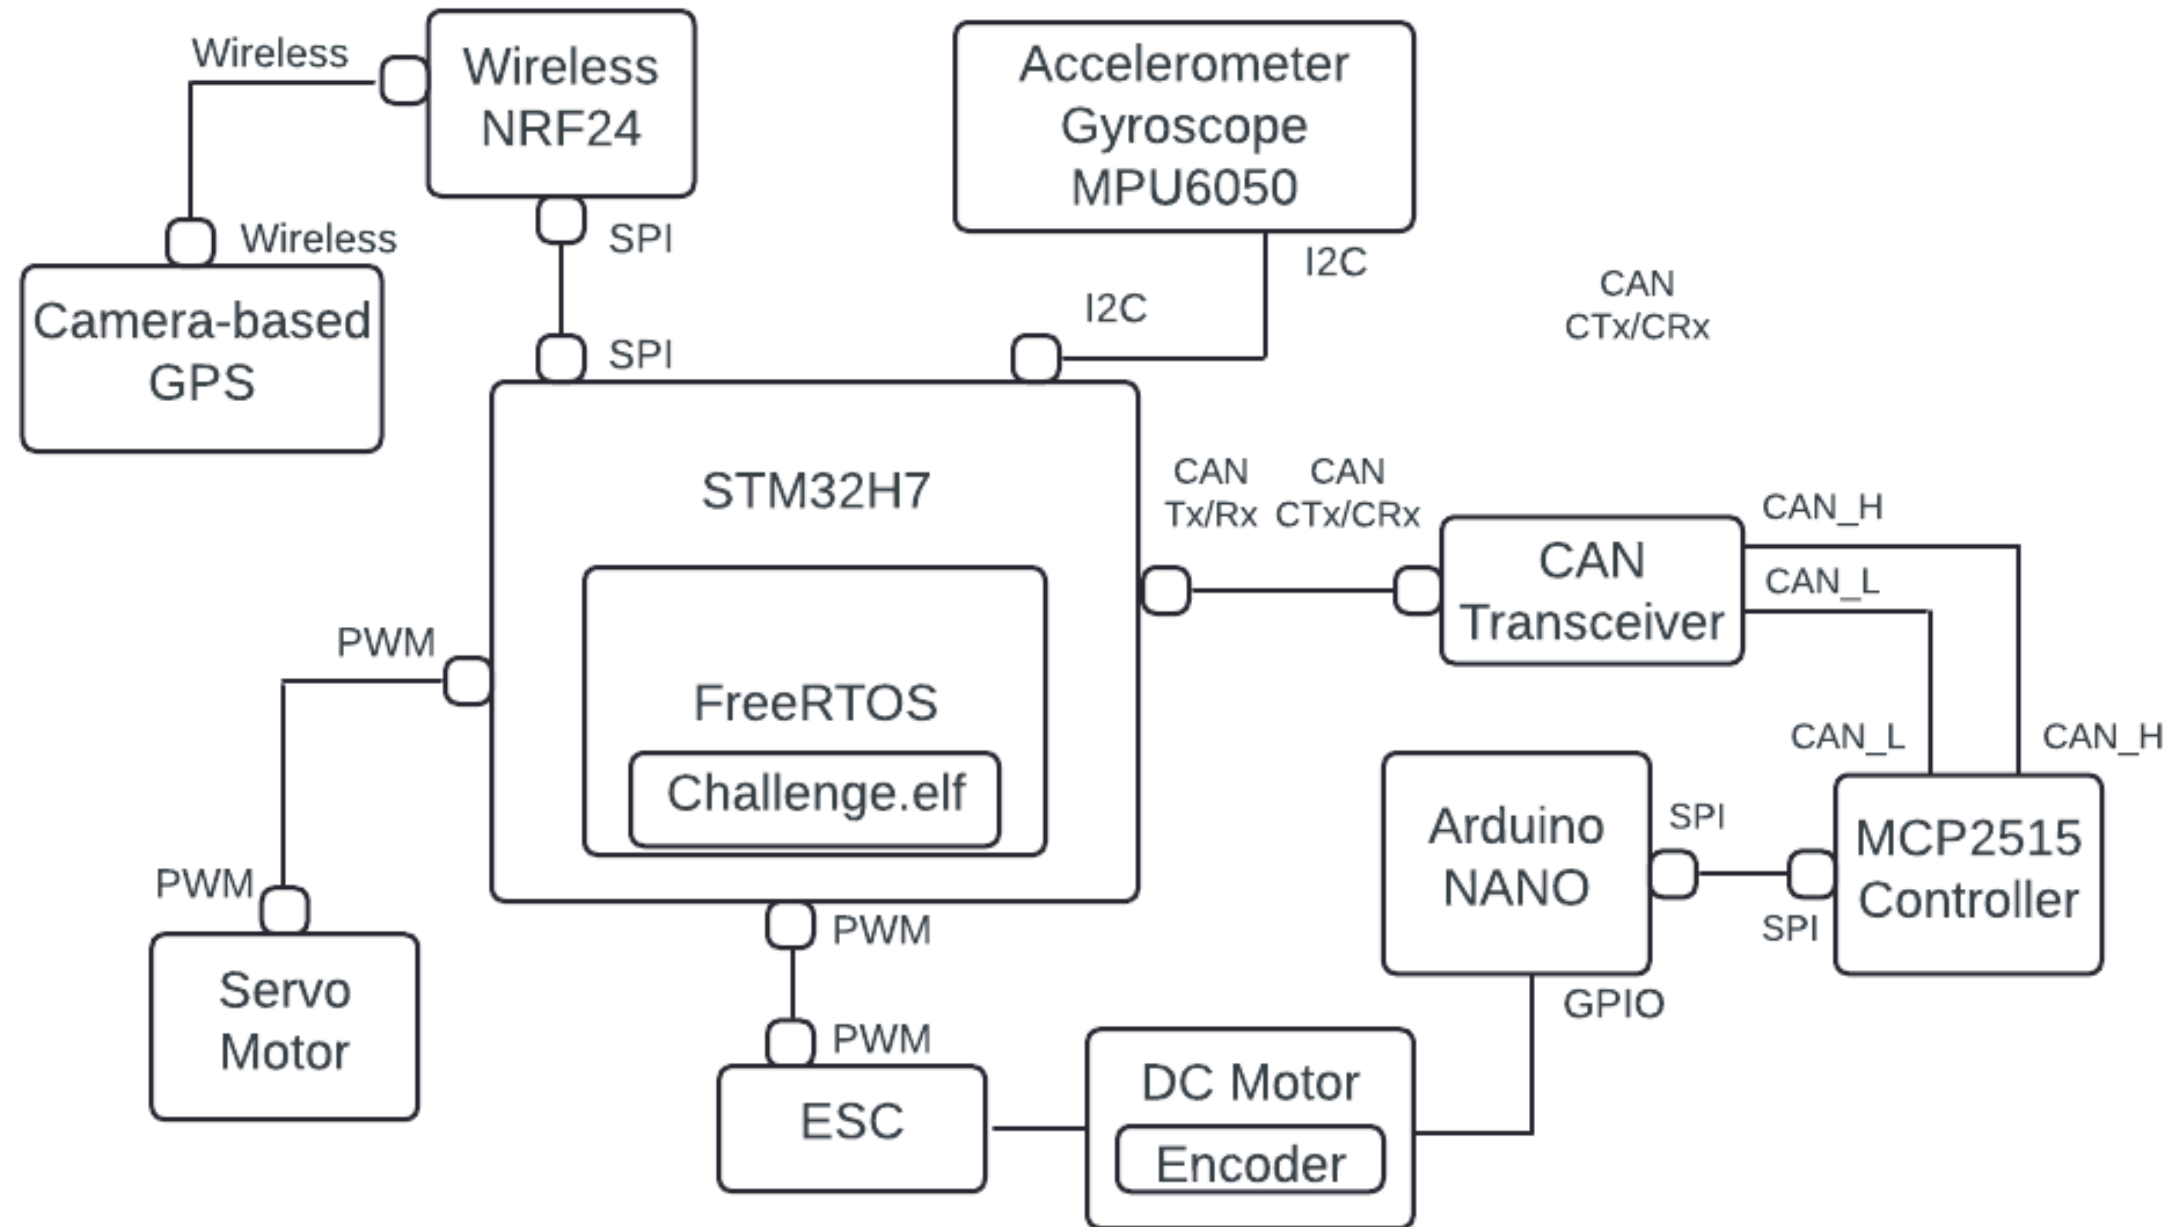 Wireless
Wireless
NRF24
SPI
Accelerometer
Gyroscope
MPU6050
I2C
I2C
CAN
CTx/CRx
Wireless
Camera-based
GPS
SPI
STM32H7
FreeRTOS
Challenge.elf
CAN
Tx/Rx
CAN
CTx/CRx
CAN
Transceiver
CAN_H
CAN_L
CAN_L
CAN_H
PWM
PWM
Servo
Motor
PWM
PWM
ESC
DC Motor
Encoder
Arduino
NANO
GPIO
SPI
SPI
MCP2515
Controller